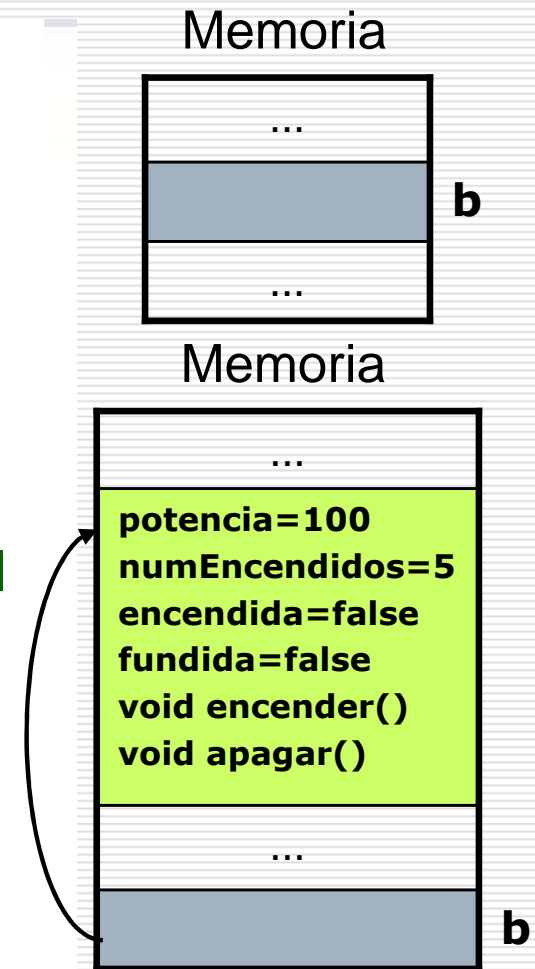 Memoria
...
b
...
Memoria
...
potencia=100
numEncendidos=5
encendida=false
fundida=false
void encender()
void apagar()
...
b